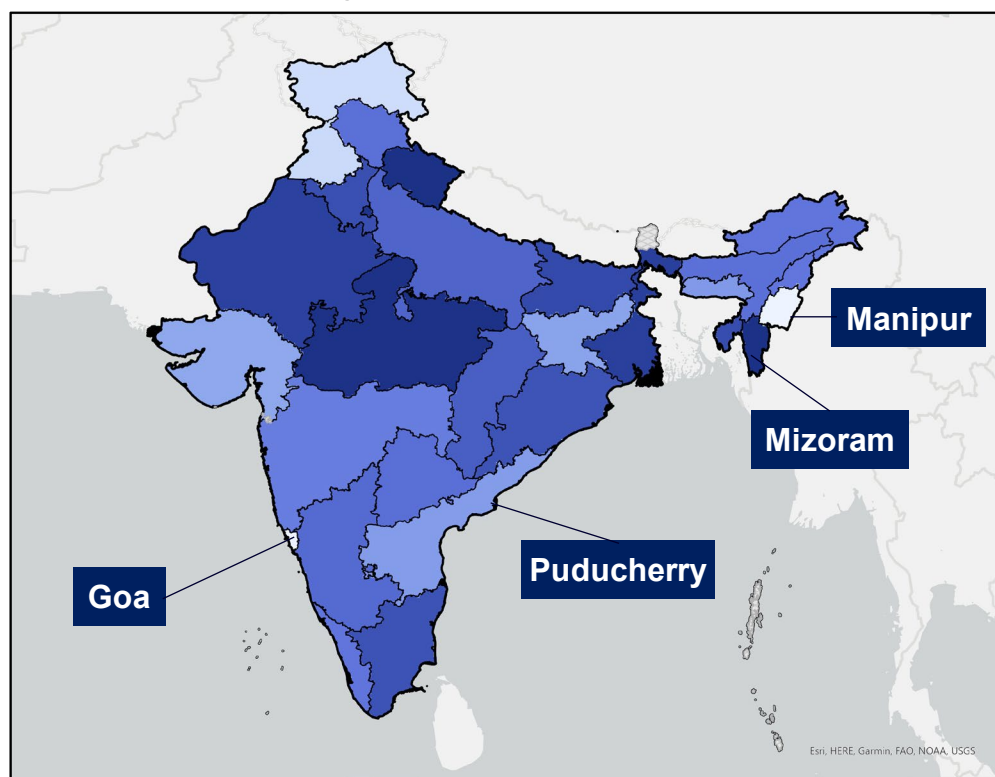 Manipur
Mizoram
Puducherry
Goa
Esri, HERE, Garmin, FAO, NOAA, USGS